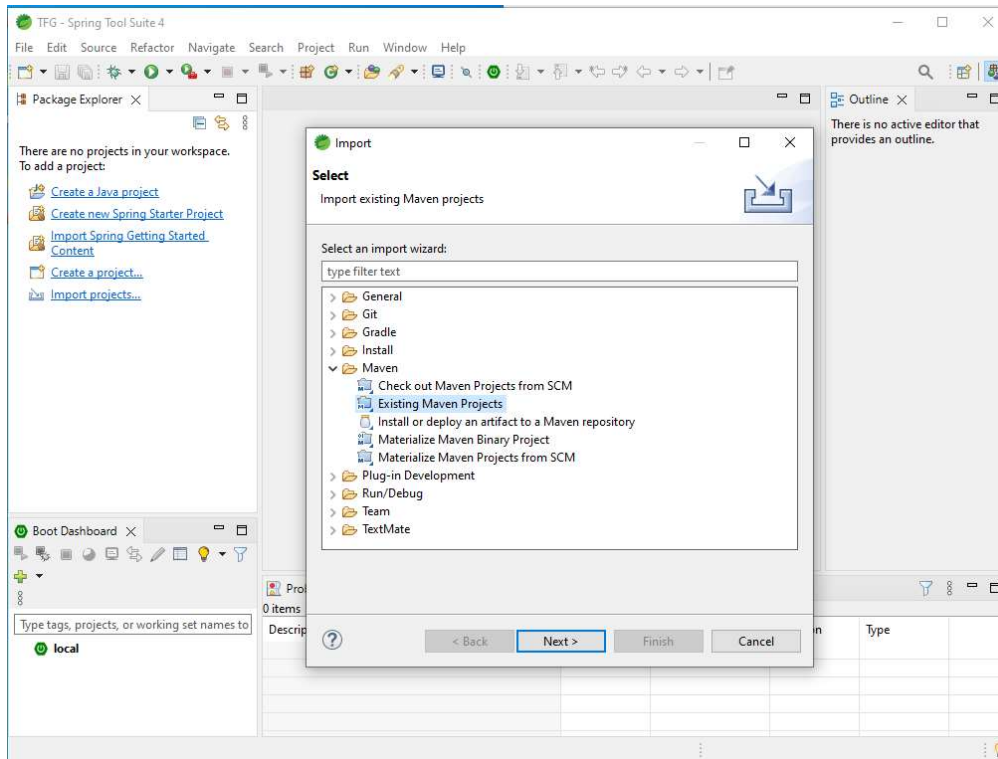 TFG - Spring Tool Suite 4
File Edit Source Refactor Navigate Search Project Run Window Help
Package Explorer
There are no projects in your workspace.
To add a project:
Create a Java project
Create new Spring Starter Project
Import Spring Getting Started
Content
Create a project...
Import projects...
Outline
There is no active editor that
provides an outline.
Import
Select
Import existing Maven projects
Select an import wizard:
type filter text
General
Git
Gradle
Install
Maven
Check out Maven Projects from SCM
Existing Maven Projects
Install or deploy an artifact to a Maven repository
Materialize Maven Binary Project
Materialize Maven Projects from SCM
Plug-in Development
Run/Debug
Team
TextMate
< Back Next > Finish Cancel
Boot Dashboard
Type tags, projects, or working set names to
local
0 items
Type